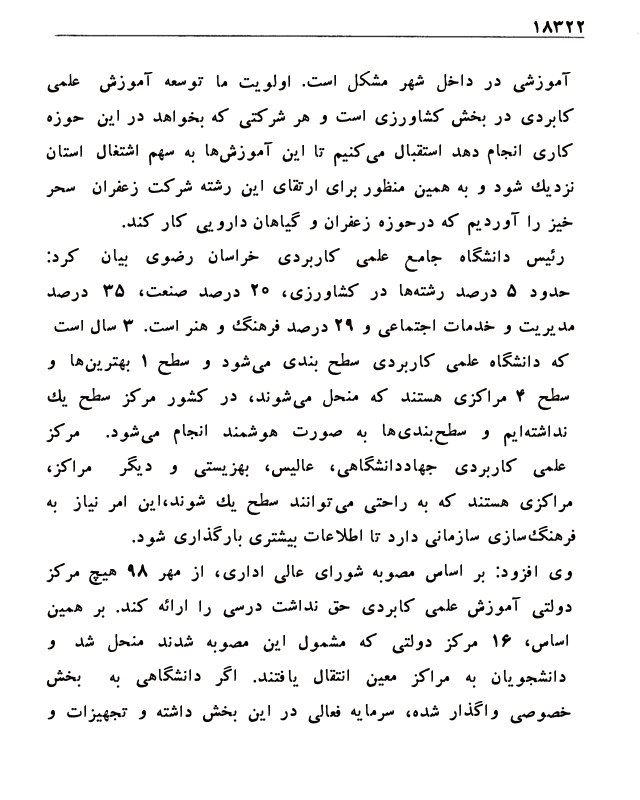 ۱۸۳۲۲
آموزشی در داخل شهر مشکل است. اولویت ما توسعه آموزش علمی
کابردی در بخش کشاورزی است و هر شرکتی که بخواهد در این حوزه
کاری انجام دهد استقبال می‌کنیم تا این آموزش‌ها به سهم اشتغال استان
نزدیك شود و به همین منظور برای ارتقای این رشته شرکت زعفران سحر
خیز را آوردیم که درحوزه زعفران و گیاهان دارویی کار کند.
رئیس دانشگاه جامع علمی کاربردی خراسان رضوی بیان کرد:
حدود ۵ درصد رشته‌ها در کشاورزی، ۲۰ درصد صنعت، ۳۵ درصد
مدیریت و خدمات اجتماعی و ۲۹ درصد فرهنگ و هنر است. ۳ سال است
که دانشگاه علمی کاربردی سطح بندی می‌شود و سطح ۱ بهترین‌ها و
سطح ۴ مراکزی هستند که منحل می‌شوند، در کشور مرکز سطح یك
نداشته‌ایم و سطح‌بندی‌ها به صورت هوشمند انجام می‌شود. مرکز
علمی کاربردی جهاددانشگاهی، عالیس، بهزیستی و دیگر مراکز،
مراکزی هستند که به راحتی می‌توانند سطح یك شوند،این امر نیاز به
فرهنگ‌سازی سازمانی دارد تا اطلاعات بیشتری بارگذاری شود.
وی افزود: بر اساس مصوبه شورای عالی اداری، از مهر ۹۸ هیچ مرکز
دولتی آموزش علمی کابردی حق نداشت درسی را ارائه کند. بر همین
اساس، ۱۶ مرکز دولتی که مشمول این مصوبه شدند منحل شد و
دانشجویان به مراکز معین انتقال یافتند. اگر دانشگاهی به بخش
خصوصی واگذار شده، سرمایه فعالی در این بخش داشته و تجهیزات و